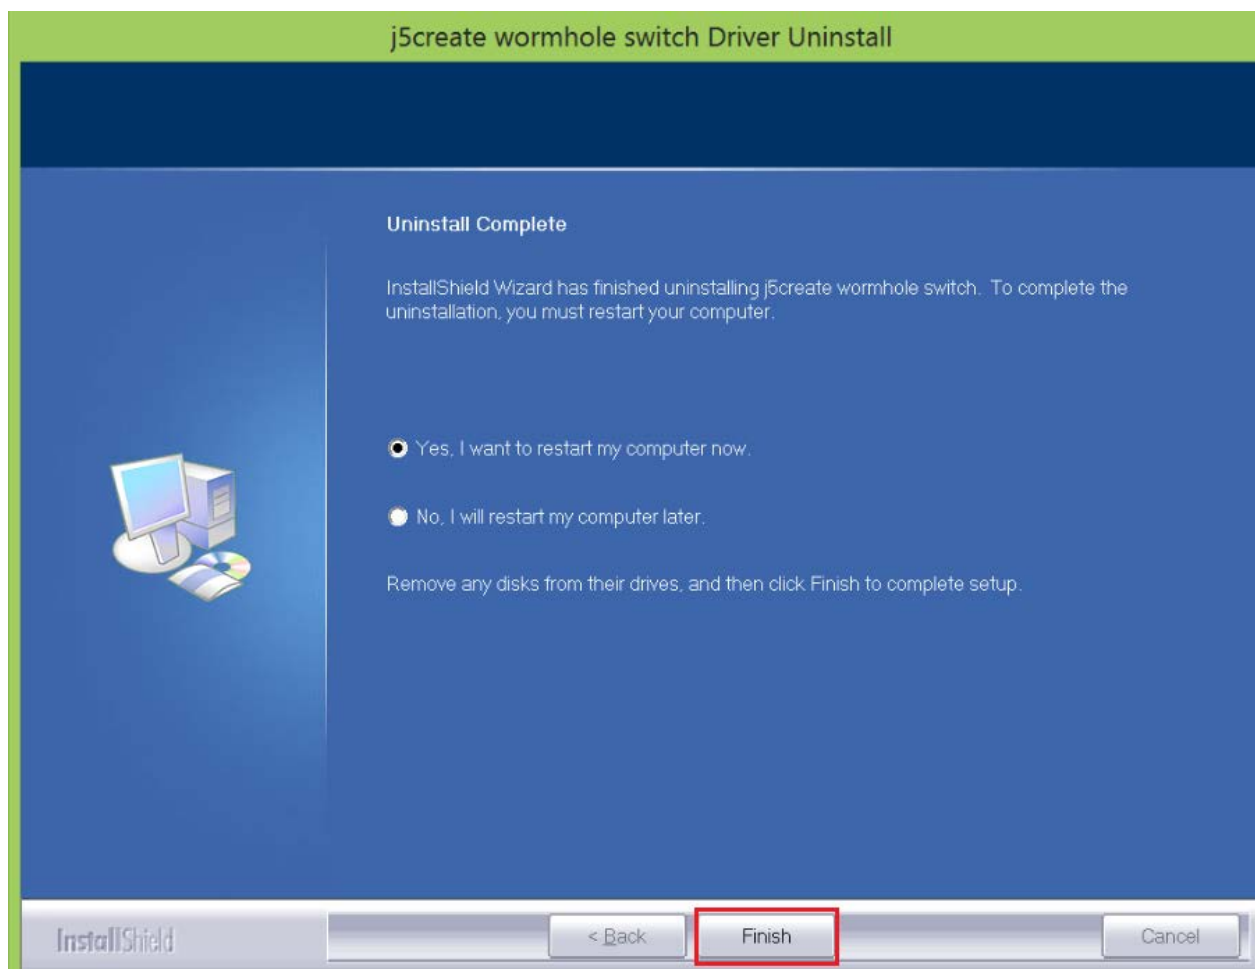 j5create wormhole switch Driver Uninstall
Uninstall Complete
InstallShield Wizard has finished uninstalling j5create wormhole switch. To complete the
uninstallation, you must restart your computer.
Yes, I want to restart my computer now.
No, I will restart my computer later.
Remove any disks from their drives, and then click Finish to complete setup.
InstallShield
< Back
Finish
Cancel